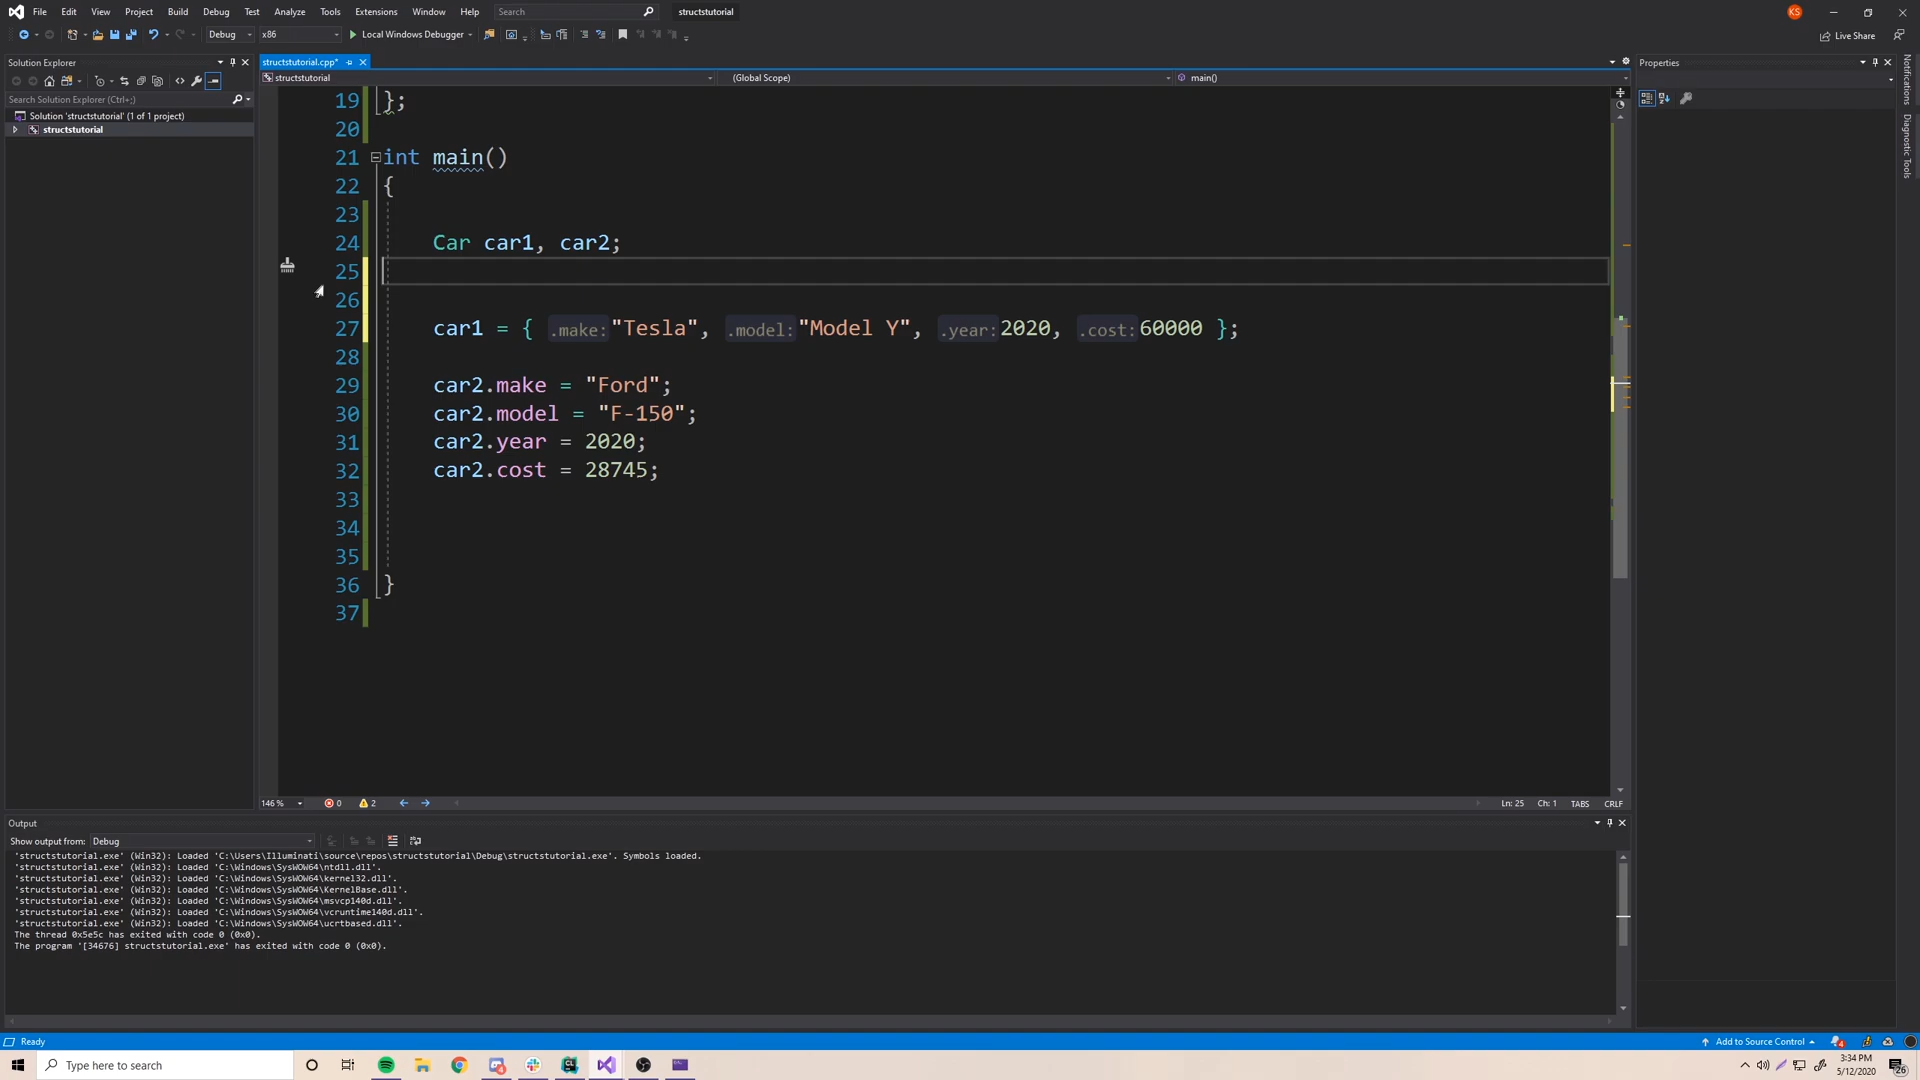 File Edit View Project Build Debug Test Analyze Tools Extensions Window Help Search structstutorial KS
Debug x86 Local Windows Debugger Live Share
Solution Explorer
Search Solution Explorer (Ctrl+;)
Solution 'structstutorial' (1 of 1 project)
structstutorial
structstutorial.cpp*
structstutorial (Global Scope) main()
19 };
20
21 int main()
22 {
23
24 Car car1, car2;
25
26
27 car1 = { .make: "Tesla", .model: "Model Y", .year: 2020, .cost: 60000 };
28
29 car2.make = "Ford";
30 car2.model = "F-150";
31 car2.year = 2020;
32 car2.cost = 28745;
33
34
35
36 }
37
146 % 0 2 Ln: 25 Ch: 1 TABS CRLF
Properties
Notifications
Diagnostic Tools
Output
Show output from: Debug
'structstutorial.exe' (Win32): Loaded 'C:\Users\Illuminati\source\repos\structstutorial\Debug\structstutorial.exe'. Symbols loaded.
'structstutorial.exe' (Win32): Loaded 'C:\Windows\SysWOW64\ntdll.dll'.
'structstutorial.exe' (Win32): Loaded 'C:\Windows\SysWOW64\kernel32.dll'.
'structstutorial.exe' (Win32): Loaded 'C:\Windows\SysWOW64\KernelBase.dll'.
'structstutorial.exe' (Win32): Loaded 'C:\Windows\SysWOW64\msvcp140d.dll'.
'structstutorial.exe' (Win32): Loaded 'C:\Windows\SysWOW64\vcruntime140d.dll'.
'structstutorial.exe' (Win32): Loaded 'C:\Windows\SysWOW64\ucrtbased.dll'.
The thread 0x5e5c has exited with code 0 (0x0).
The program '[34676] structstutorial.exe' has exited with code 0 (0x0).
Ready Add to Source Control 4
Type here to search
3:34 PM
5/12/2020
26